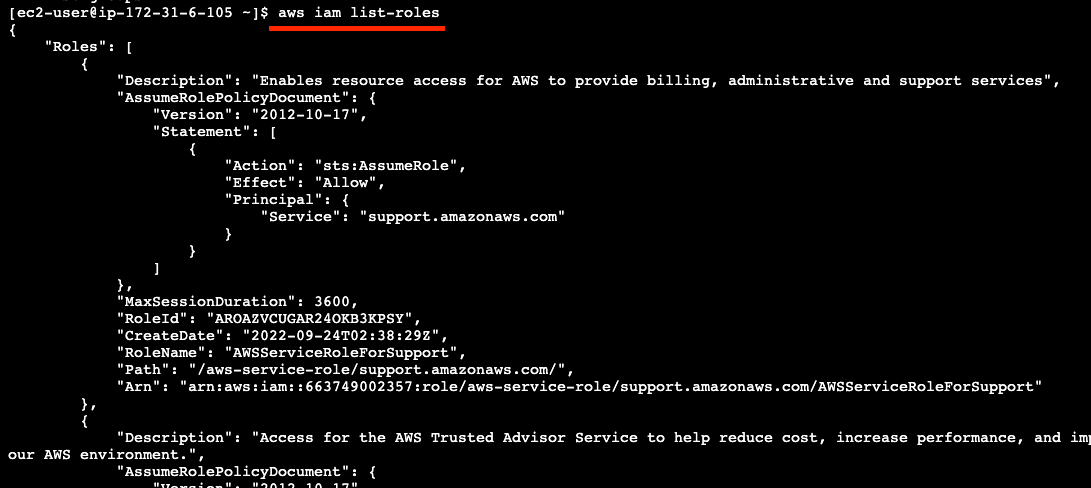 [ec2-user@ip-172-31-6-105 ~]$ aws iam list-roles
{
    "Roles": [
        {
            "Description": "Enables resource access for AWS to provide billing, administrative and support services",
            "AssumeRolePolicyDocument": {
                "Version": "2012-10-17",
                "Statement": [
                    {
                        "Action": "sts:AssumeRole",
                        "Effect": "Allow",
                        "Principal": {
                            "Service": "support.amazonaws.com"
                        }
                    }
                ]
            },
            "MaxSessionDuration": 3600,
            "RoleId": "AROAZVCUGAR24OKB3KPSY",
            "CreateDate": "2022-09-24T02:38:29Z",
            "RoleName": "AWSServiceRoleForSupport",
            "Path": "/aws-service-role/support.amazonaws.com/",
            "Arn": "arn:aws:iam::663749002357:role/aws-service-role/support.amazonaws.com/AWSServiceRoleForSupport"
        },
        {
            "Description": "Access for the AWS Trusted Advisor Service to help reduce cost, increase performance, and
our AWS environment.",
            "AssumeRolePolicyDocument": {
                "Version": "2012-10-17"